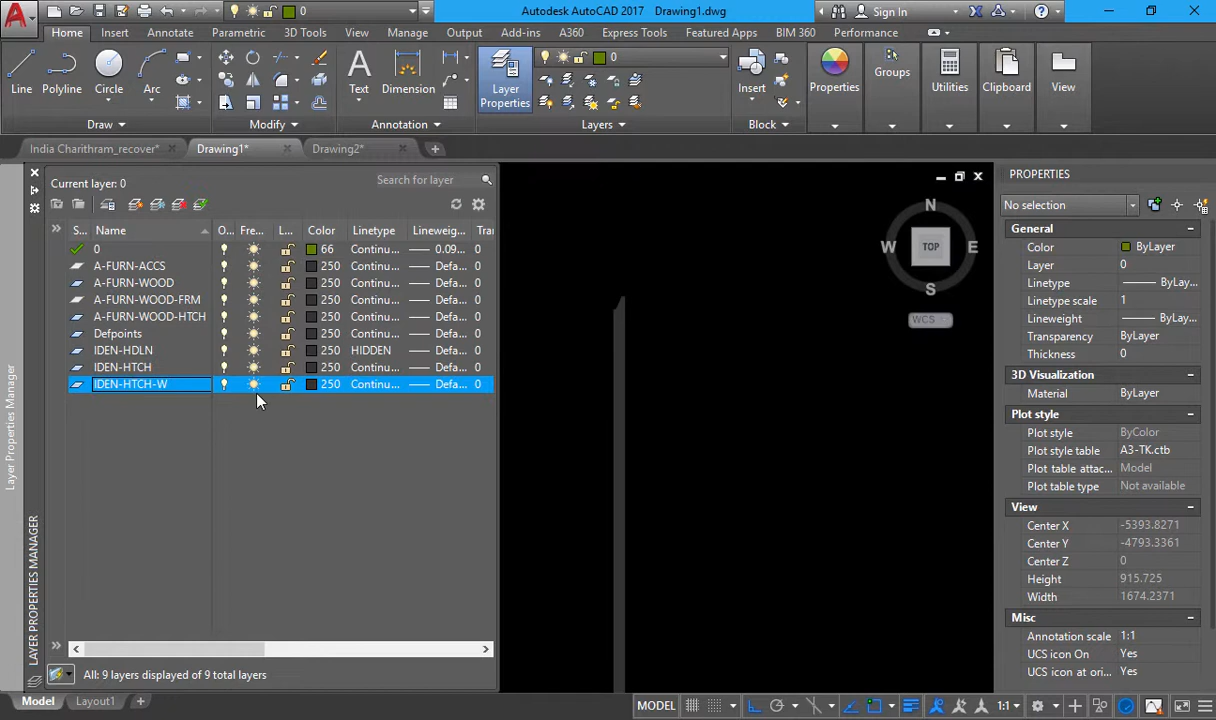 0
Autodesk AutoCAD 2017 Drawing1.dwg
Sign In
Home Insert Annotate Parametric 3D Tools View Manage Output Add-ins A360 Express Tools Featured Apps BIM 360 Performance
0
Line Polyline Circle Arc Text Dimension Layer Properties Insert Properties Groups Utilities Clipboard View
Draw Modify Annotation Layers Block
India Charithram_recover* Drawing1* Drawing2*
Current layer: 0
Search for layer
S... Name O... Fre... L... Color Linetype Lineweig... Trar
0 66 Continu... 0.09... 0
A-FURN-ACCS 250 Continu... Defa... 0
A-FURN-WOOD 250 Continu... Defa... 0
A-FURN-WOOD-FRM 250 Continu... Defa... 0
A-FURN-WOOD-HTCH 250 Continu... Defa... 0
Defpoints 250 Continu... Defa... 0
IDEN-HDLN 250 HIDDEN Defa... 0
IDEN-HTCH 250 Continu... Defa... 0
IDEN-HTCH-W 250 Continu... Defa... 0
All: 9 layers displayed of 9 total layers
Layer Properties Manager
LAYER PROPERTIES MANAGER
N
W TOP E
S
WCS
PROPERTIES
No selection
General
Color ByLayer
Layer 0
Linetype ByLay...
Linetype scale 1
Lineweight ByLay...
Transparency ByLayer
Thickness 0
3D Visualization
Material ByLayer
Plot style
Plot style ByColor
Plot style table A3-TK.ctb
Plot table attac... Model
Plot table type Not available
View
Center X -5393.8271
Center Y -4793.3361
Center Z 0
Height 915.725
Width 1674.2371
Misc
Annotation scale 1:1
UCS icon On Yes
UCS icon at ori... Yes
Model Layout1
MODEL 1:1